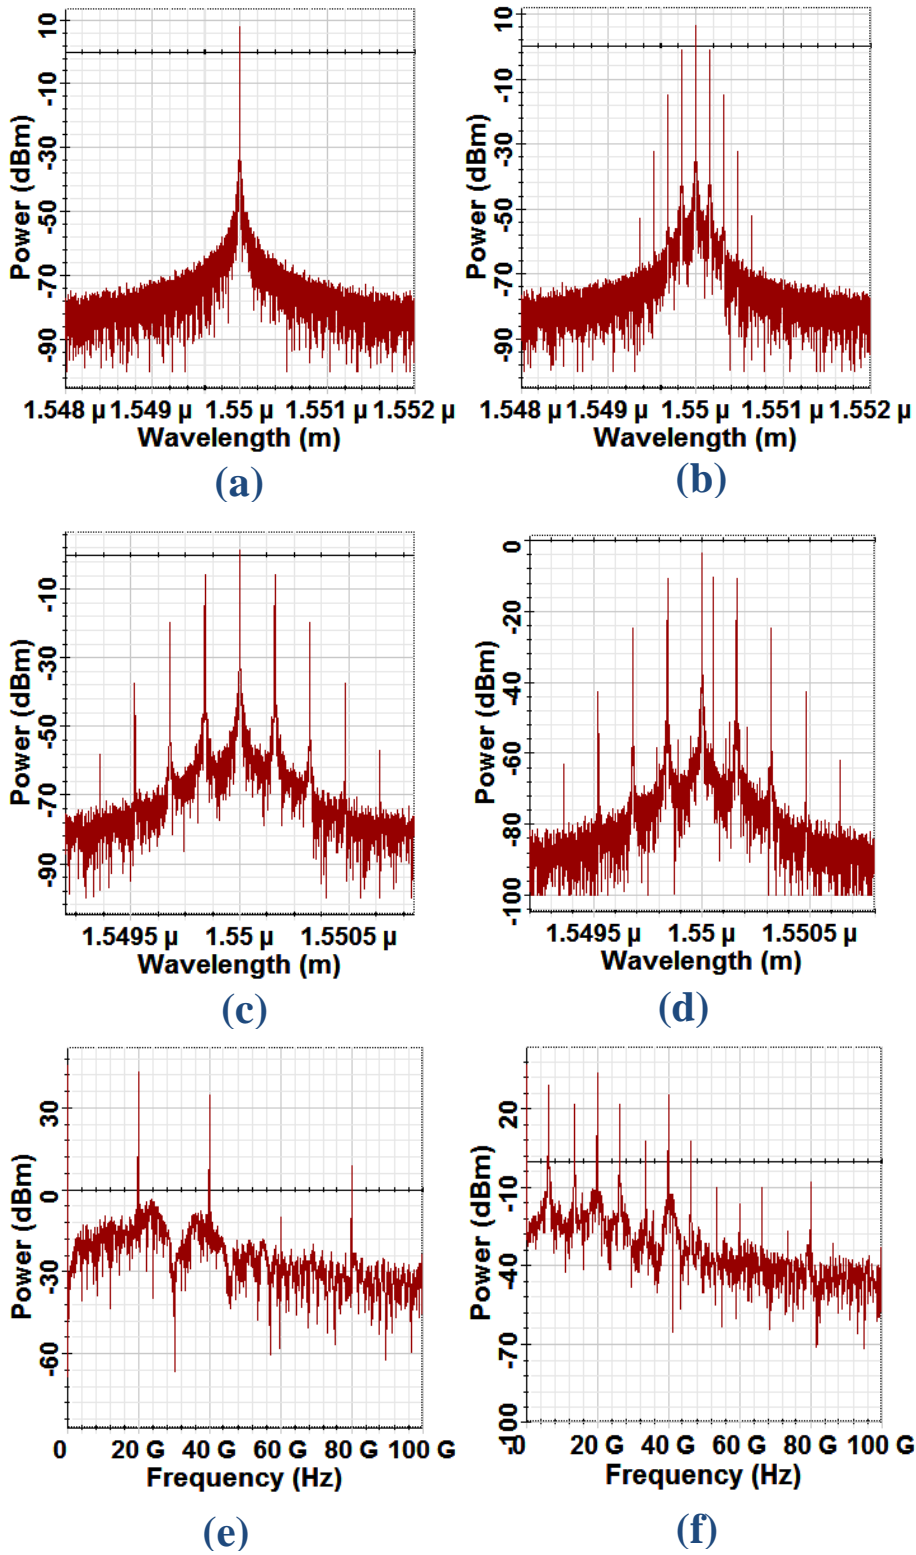 10
-10
-30
-50
-70
-90
Power (dBm)
1.548 µ 1.549 µ 1.55 µ 1.551 µ 1.552 µ
Wavelength (m)
(a)
10
-10
-30
-50
-70
-90
Power (dBm)
1.548 µ 1.549 µ 1.55 µ 1.551 µ 1.552 µ
Wavelength (m)
(b)
-10
-30
-50
-70
-90
Power (dBm)
1.5495 µ 1.55 µ 1.5505 µ
Wavelength (m)
(c)
0
-20
-40
-60
-80
-100
Power (dBm)
1.5495 µ 1.55 µ 1.5505 µ
Wavelength (m)
(d)
30
0
-30
-60
Power (dBm)
0 20 G 40 G 60 G 80 G 100 G
Frequency (Hz)
(e)
20
-10
-40
-70
-100
Power (dBm)
0 20 G 40 G 60 G 80 G 100 G
Frequency (Hz)
(f)